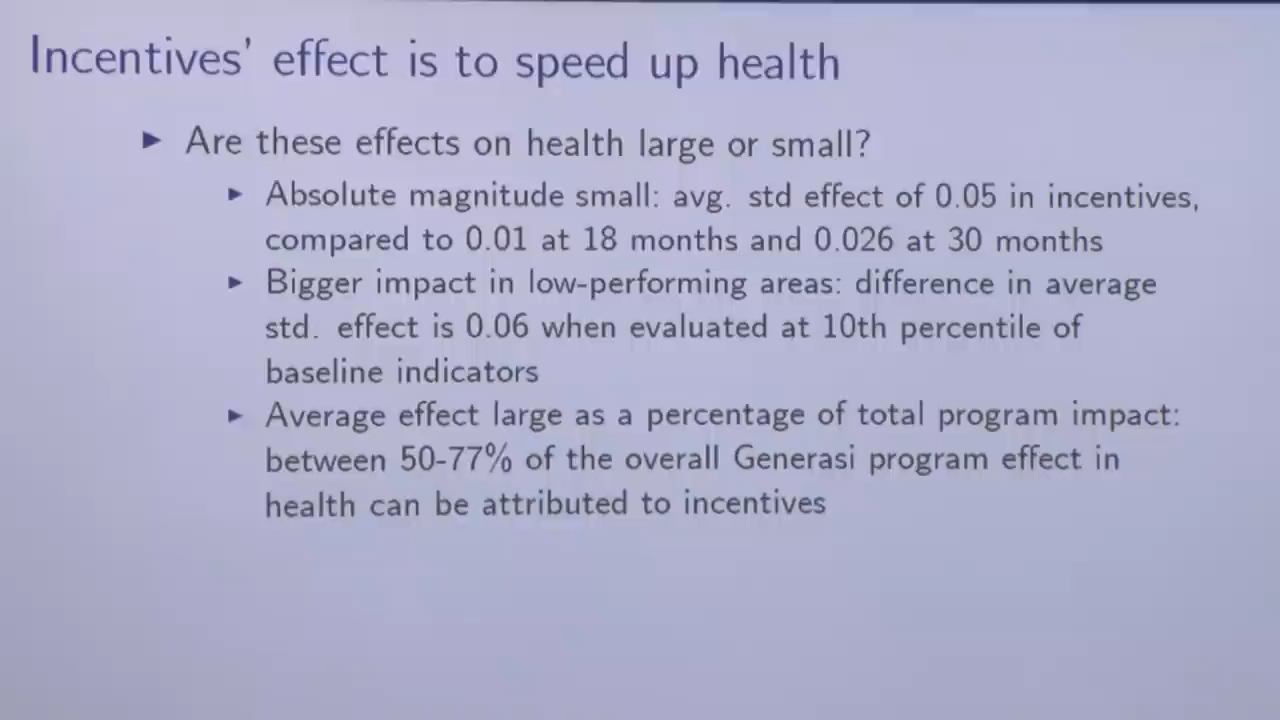 Incentives' effect is to speed up health
▶ Are these effects on health large or small?
▶ Absolute magnitude small: avg. std effect of 0.05 in incentives,
compared to 0.01 at 18 months and 0.026 at 30 months
▶ Bigger impact in low-performing areas: difference in average
std. effect is 0.06 when evaluated at 10th percentile of
baseline indicators
▶ Average effect large as a percentage of total program impact:
between 50-77% of the overall Generasi program effect in
health can be attributed to incentives